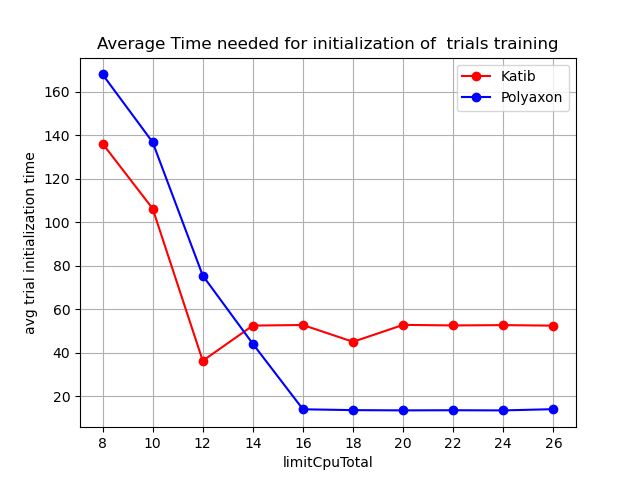 Average Time needed for initialization of  trials training
Katib
Polyaxon
avg trial initialization time
160
140
120
100
80
60
40
20
8 10 12 14 16 18 20 22 24 26
limitCpuTotal